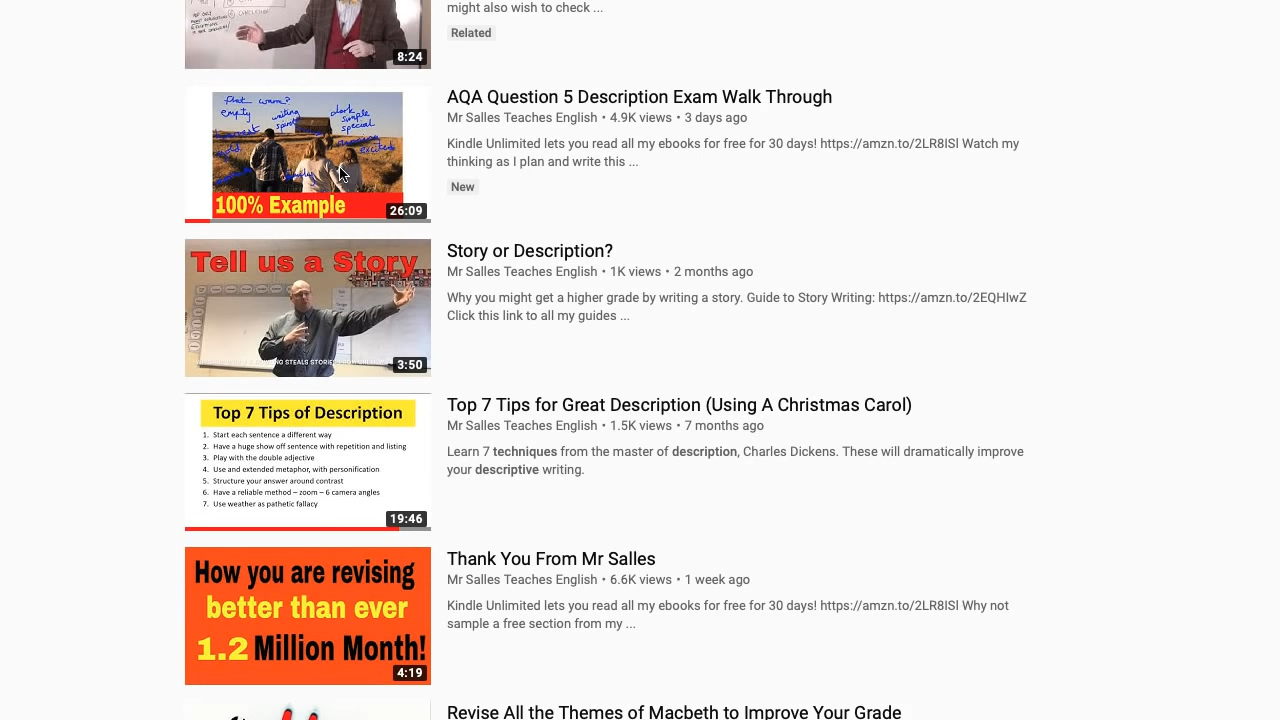 might also wish to check ...
Related
8:24
AQA Question 5 Description Exam Walk Through
Mr Salles Teaches English • 4.9K views • 3 days ago
Kindle Unlimited lets you read all my ebooks for free for 30 days! https://amzn.to/2LR8ISl Watch my
thinking as I plan and write this ...
New
empty
writing
dark
simple
special
100% Example
26:09
Story or Description?
Mr Salles Teaches English • 1K views • 2 months ago
Why you might get a higher grade by writing a story. Guide to Story Writing: https://amzn.to/2EQHIwZ
Click this link to all my guides ...
Tell us a Story
STEALS STORIES
3:50
Top 7 Tips for Great Description (Using A Christmas Carol)
Mr Salles Teaches English • 1.5K views • 7 months ago
Learn 7 techniques from the master of description, Charles Dickens. These will dramatically improve
your descriptive writing.
Top 7 Tips of Description
1. Start each sentence a different way
2. Have a huge show off sentence with repetition and listing
3. Play with the double adjective
4. Use and extended metaphor, with personification
5. Structure your answer around contrast
6. Have a reliable method – zoom – 6 camera angles
7. Use weather as pathetic fallacy
19:46
Thank You From Mr Salles
Mr Salles Teaches English • 6.6K views • 1 week ago
Kindle Unlimited lets you read all my ebooks for free for 30 days! https://amzn.to/2LR8ISl Why not
sample a free section from my ...
How you are revising
better than ever
1.2 Million Month!
4:19
Revise All the Themes of Macbeth to Improve Your Grade